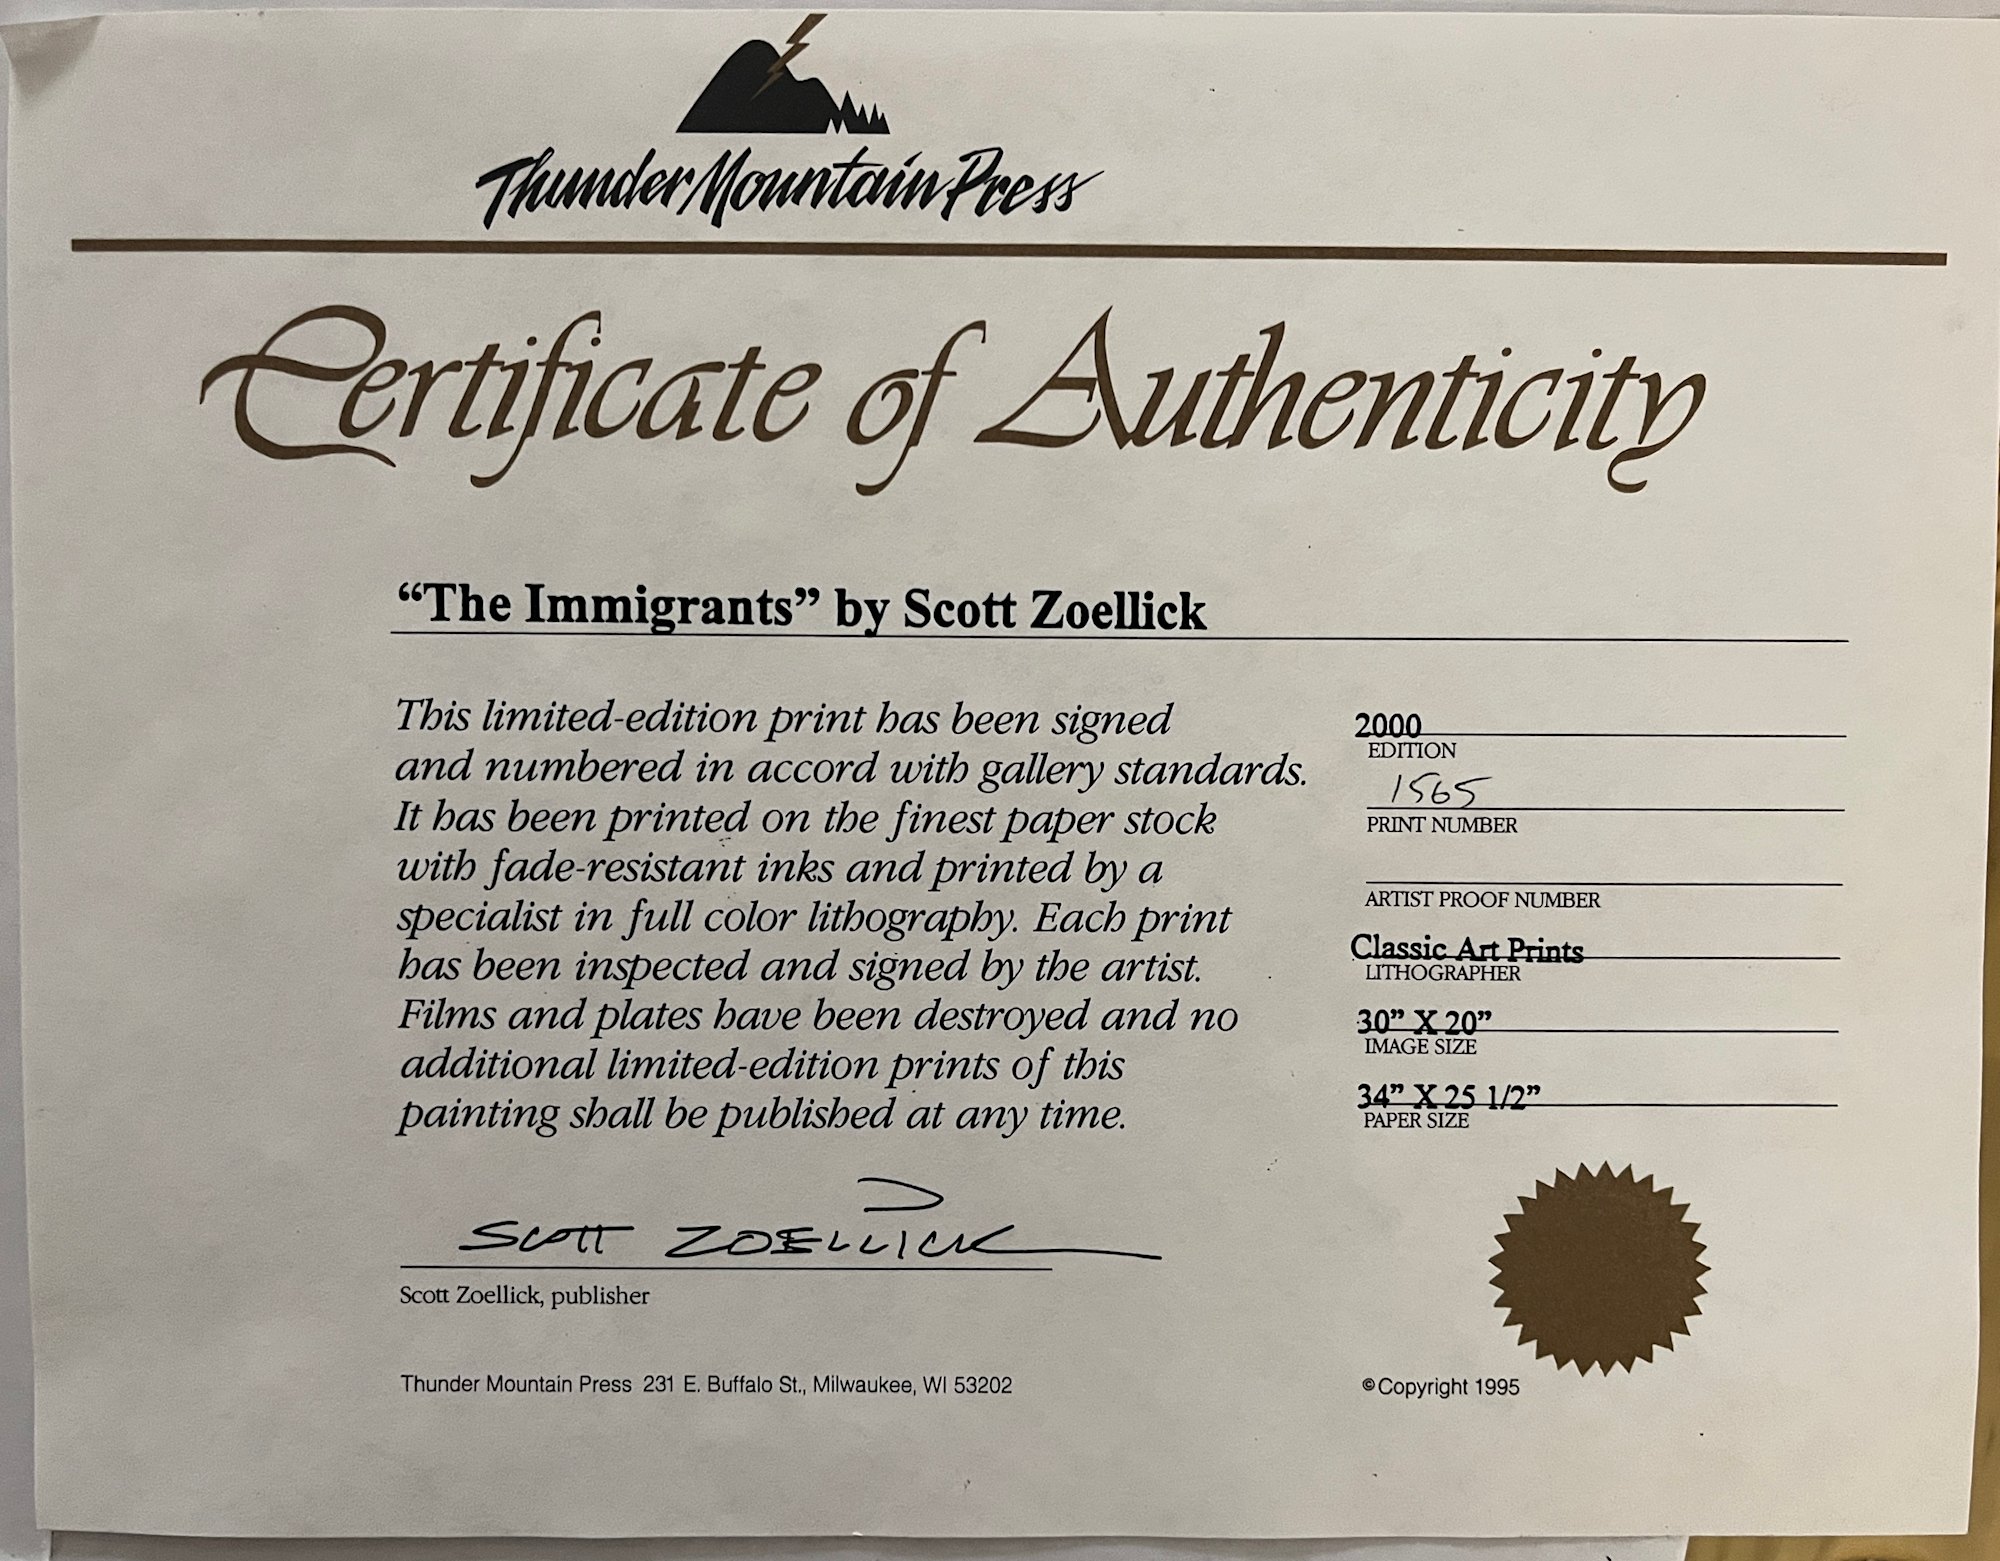 Thunder Mountain Press
Certificate of Authenticity
“The Immigrants” by Scott Zoellick
This limited-edition print has been signed
and numbered in accord with gallery standards.
It has been printed on the finest paper stock
with fade-resistant inks and printed by a
specialist in full color lithography. Each print
has been inspected and signed by the artist.
Films and plates have been destroyed and no
additional limited-edition prints of this
painting shall be published at any time.
2000
EDITION
1565
PRINT NUMBER
ARTIST PROOF NUMBER
Classic Art Prints
LITHOGRAPHER
30” X 20”
IMAGE SIZE
34” X 25 1/2”
PAPER SIZE
SCOTT ZOELLICK
Scott Zoellick, publisher
Thunder Mountain Press 231 E. Buffalo St., Milwaukee, WI 53202
© Copyright 1995